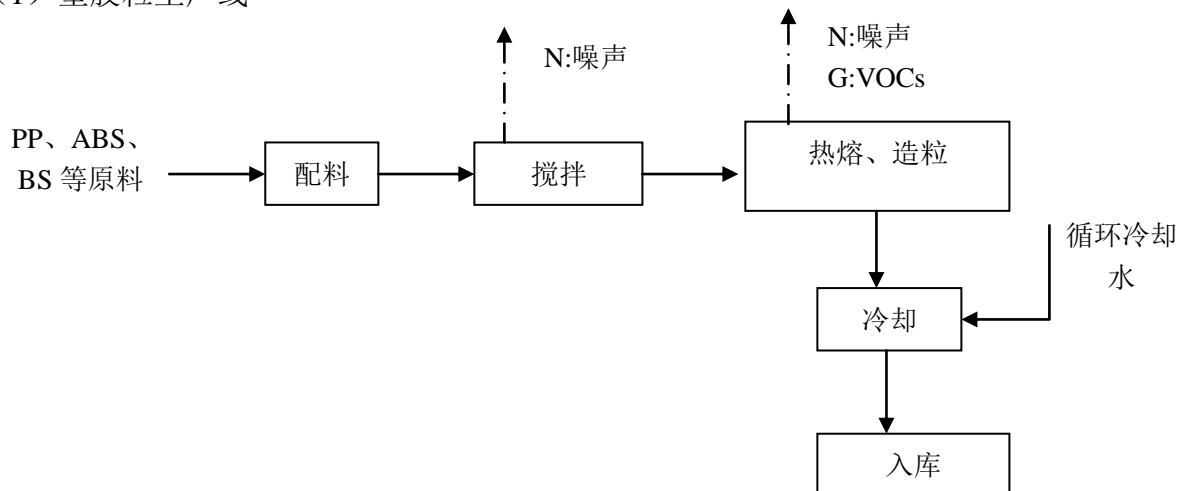 N:噪声
N:噪声
G:VOCs
PP、ABS、
BS 等原料
配料
搅拌
热熔、造粒
循环冷却
水
冷却
入库